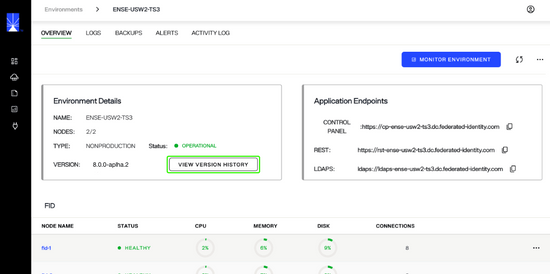 Environments > ENSE-USW2-TS3
OVERVIEW LOGS BACKUPS ALERTS ACTIVITY LOG
MONITOR ENVIRONMENT
Environment Details
NAME: ENSE-USW2-TS3
NODES: 2/2
TYPE: NONPRODUCTION Status: OPERATIONAL
VERSION: 8.0.0-aplha.2 VIEW VERSION HISTORY
Application Endpoints
CONTROL PANEL :https://cp-ense-usw2-ts3.dc.federated-identity.com
REST: https://rst-ense-usw2-ts3.dc.federated-identity.com
LDAPS: ldaps://ldaps-ense-usw2-ts3.dc.federated-identity.com
FID
NODE NAME STATUS CPU MEMORY DISK CONNECTIONS
fid-1 HEALTHY 2% 6% 9% 8